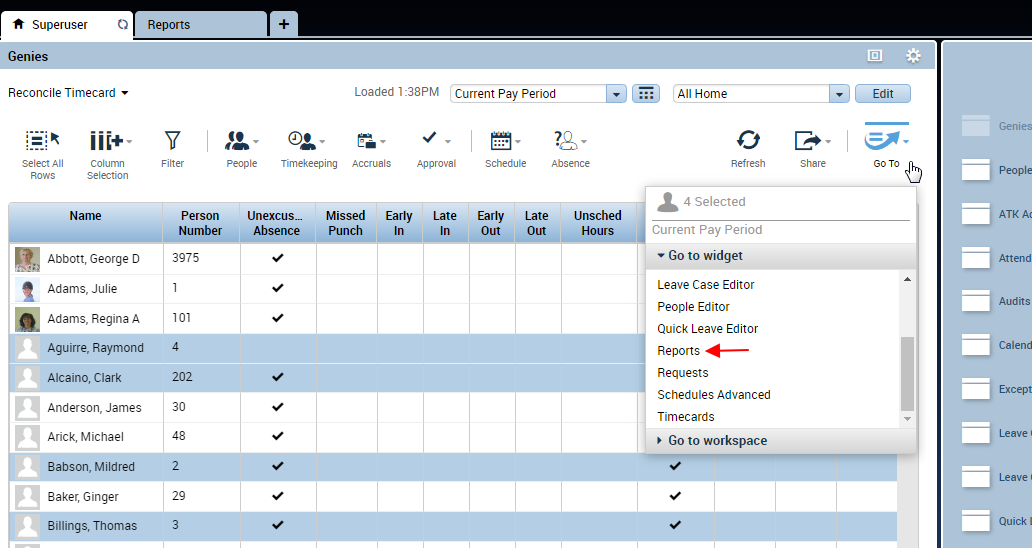 Superuser
Reports
+
Genies
Reconcile Timecard
Loaded 1:38PM
Current Pay Period
All Home
Edit
Select All Rows
Column Selection
Filter
People
Timekeeping
Accruals
Approval
Schedule
Absence
Refresh
Share
Go To
Name
Person Number
Unexcus... Absence
Missed Punch
Early In
Late In
Early Out
Late Out
Unsched Hours
Abbott, George D 3975
Adams, Julie 1
Adams, Regina A 101
Aguirre, Raymond 4
Alcaino, Clark 202
Anderson, James 30
Arick, Michael 48
Babson, Mildred 2
Baker, Ginger 29
Billings, Thomas 3
4 Selected
Current Pay Period
Go to widget
Leave Case Editor
People Editor
Quick Leave Editor
Reports
Requests
Schedules Advanced
Timecards
Go to workspace
Genies
People
ATK Ac
Attend
Audits
Calend
Except
Leave
Leave
Quick L